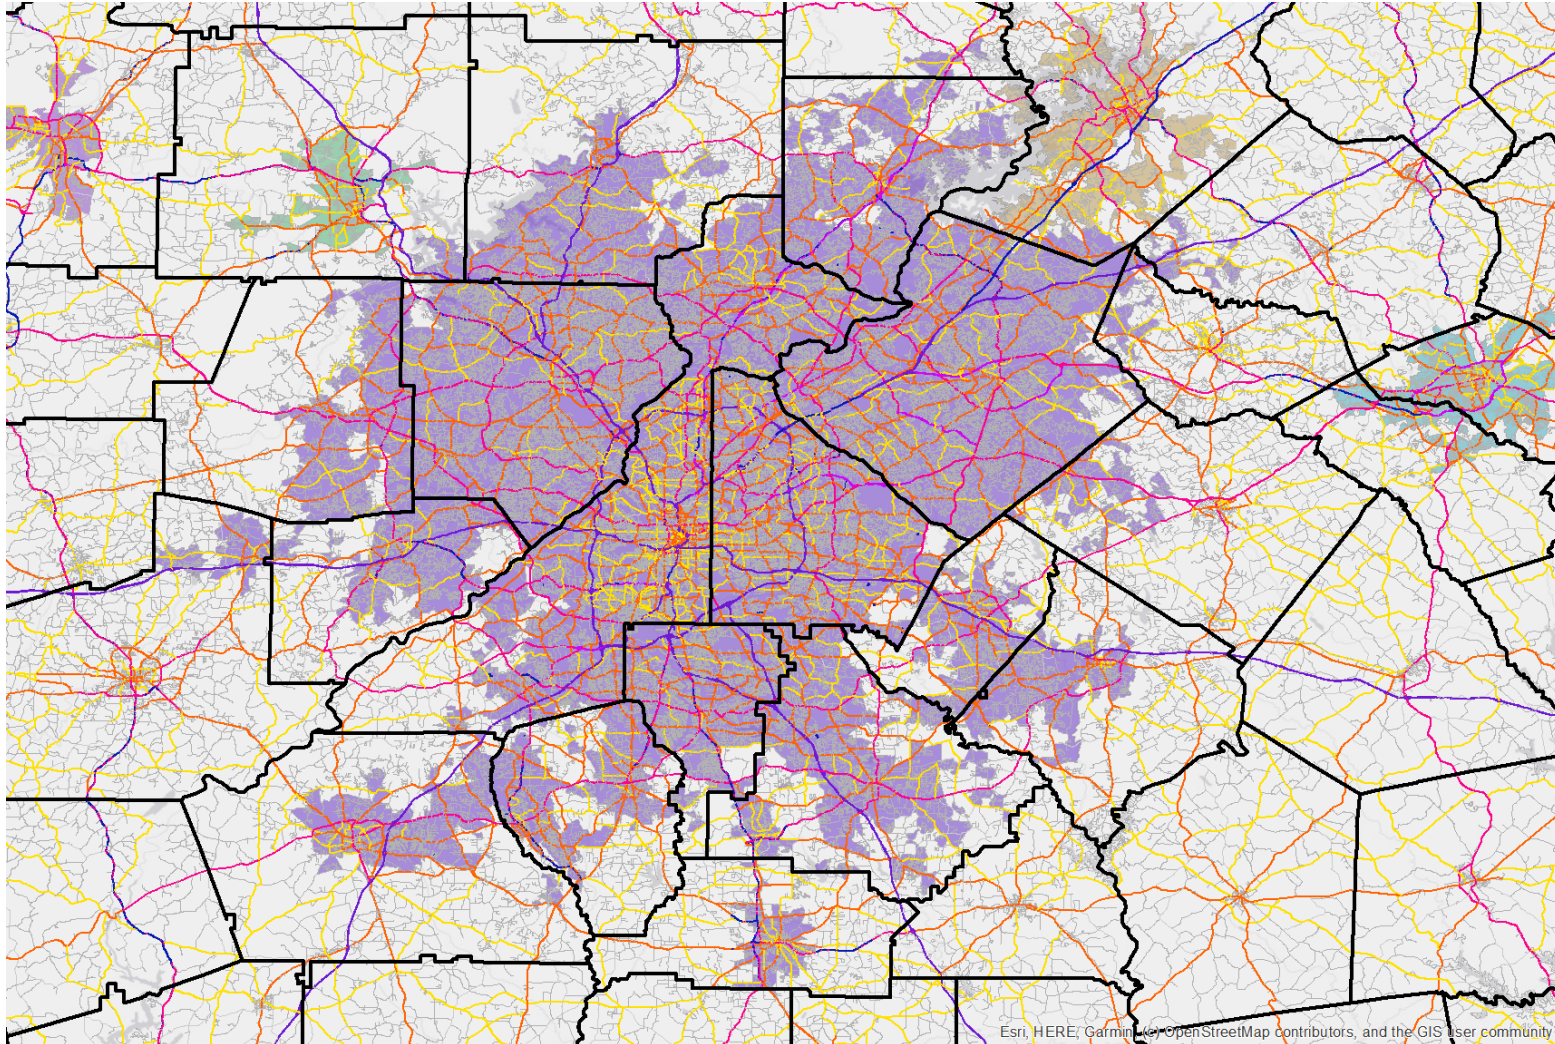 Esri, HERE, Garmin, (c) OpenStreetMap contributors, and the GIS user community